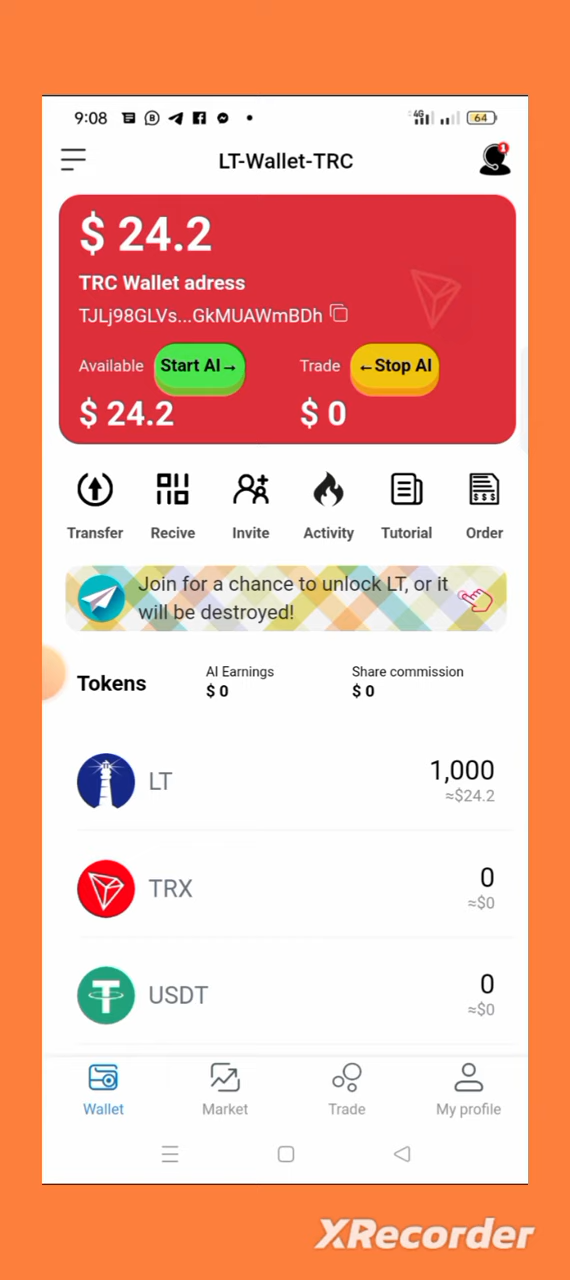 9:08 4G 64
LT-Wallet-TRC
1
$ 24.2
TRC Wallet adress
TJLj98GLVs...GkMUAWmBDh
Available Start AI→ Trade ←Stop AI
$ 24.2 $ 0
Transfer Recive Invite Activity Tutorial Order
Join for a chance to unlock LT, or it
will be destroyed!
Tokens
AI Earnings Share commission
$ 0 $ 0
LT 1,000
≈$24.2
TRX 0
≈$0
USDT 0
≈$0
Wallet Market Trade My profile
XRecorder